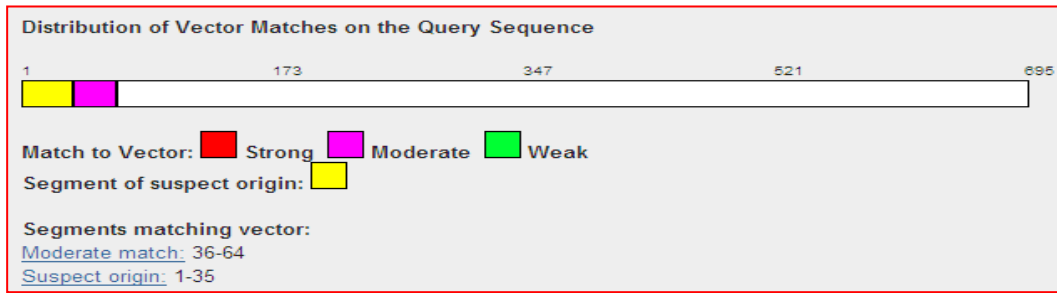 Distribution of Vector Matches on the Query Sequence
1 173 347 521 695
Match to Vector: Strong Moderate Weak
Segment of suspect origin:
Segments matching vector:
Moderate match: 36-64
Suspect origin: 1-35